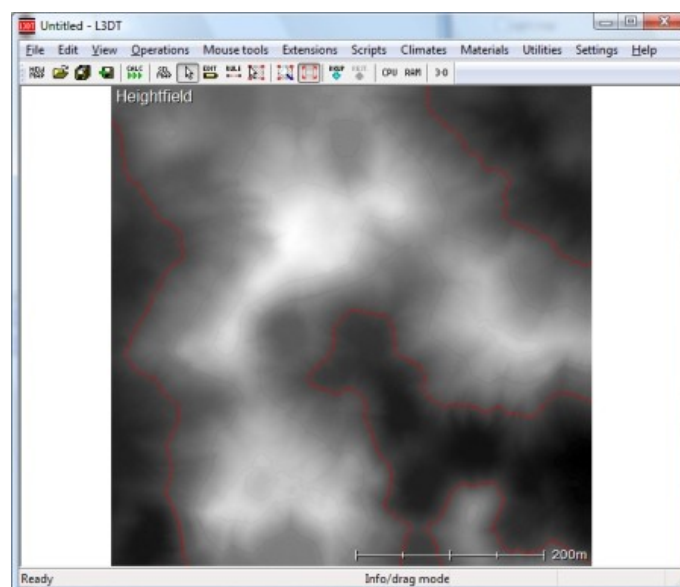 Untitled - L3DT
File Edit View Operations Mouse tools Extensions Scripts Climates Materials Utilities Settings Help
CALC CPU RAM 3-D
Heightfield
200m
Ready Info/drag mode